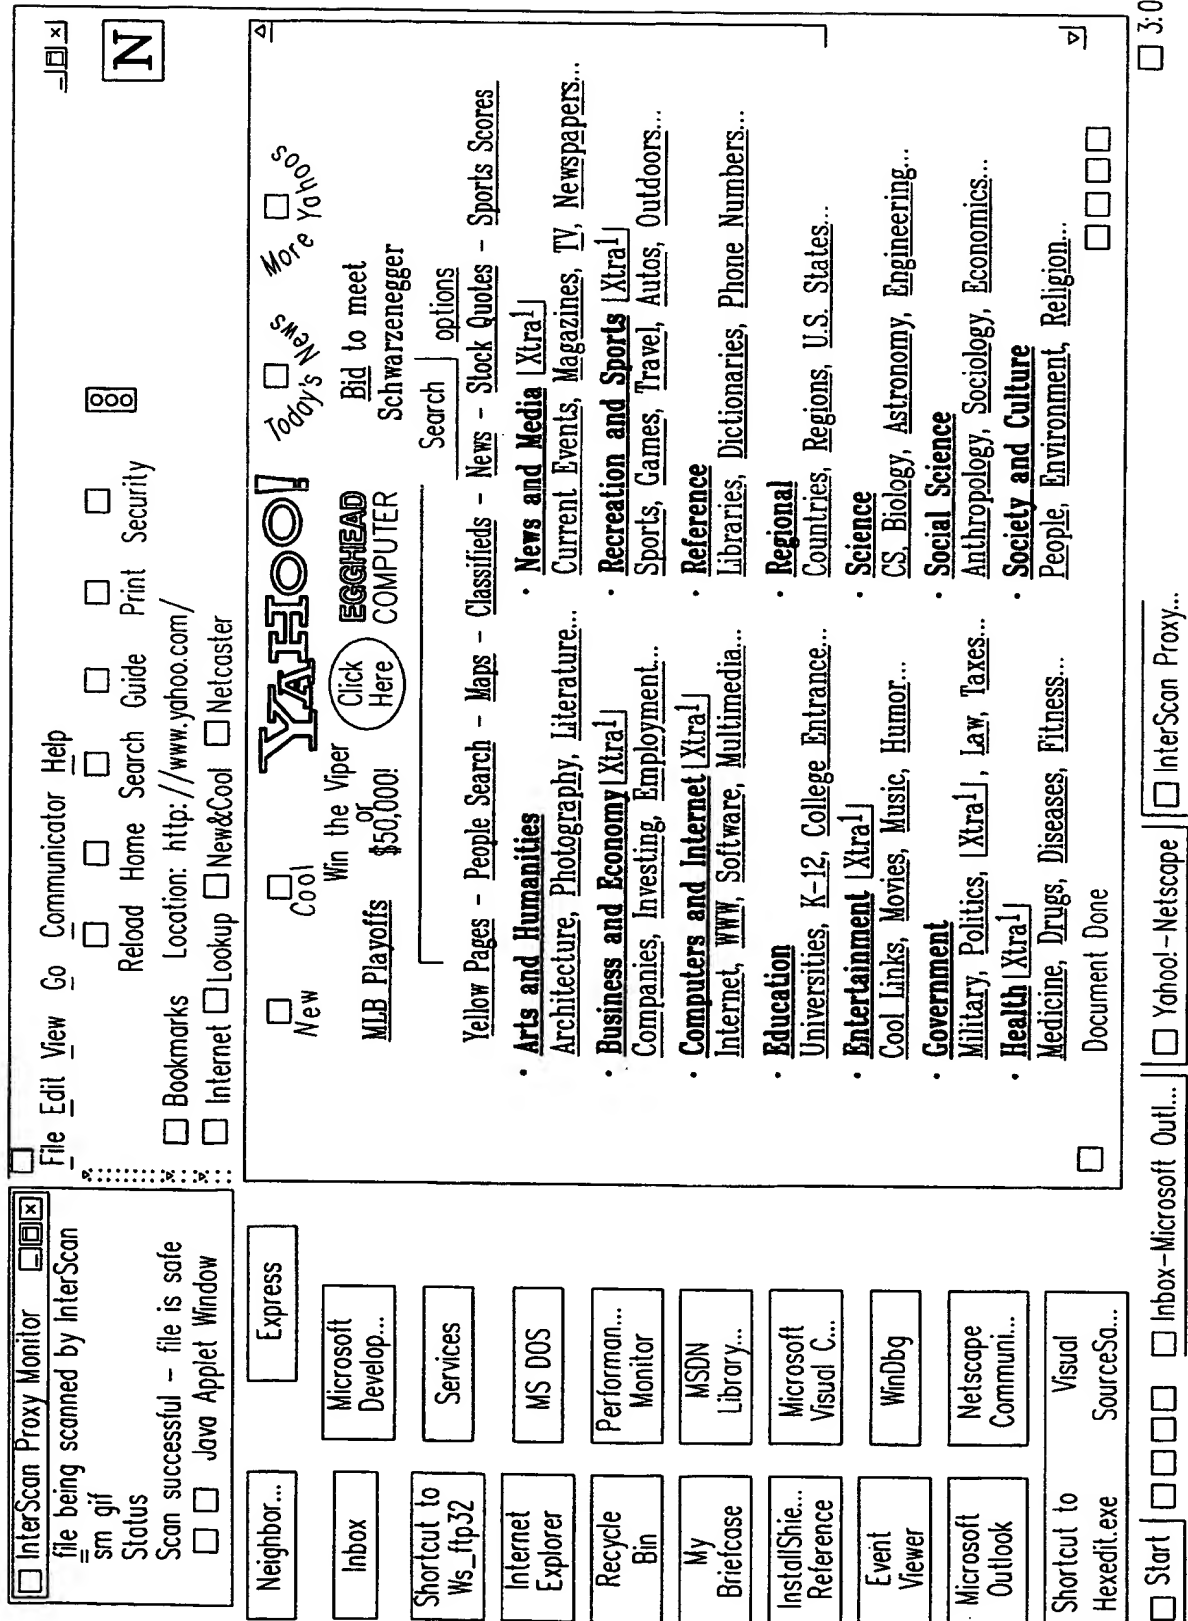 InterScan Proxy Monitor
file being scanned by InterScan
sm gif
Status
Scan successful – file is safe
Java Applet Window
Neighbor...
Express
Inbox
Microsoft
Develop...
Shortcut to
Ws_ftp32
Services
Internet
Explorer
MS DOS
Recycle
Bin
Performan...
Monitor
My
Briefcase
MSDN
Library...
InstallShie...
Reference
Microsoft
Visual C...
Event
Viewer
WinDbg
Microsoft
Outlook
Netscape
Communi...
Shortcut to
Hexedit.exe
Visual
SourceSa...
File Edit View Go Communicator Help
N
Reload Home Search Guide Print Security
Bookmarks Location: http://www.yahoo.com/
Internet Lookup New&Cool Netcaster
New Cool YAHOO! Today's News More Yahoos
MLB Playoffs
Win the Viper
or
$50,000!
Click
Here
EGGHEAD
COMPUTER
Bid to meet
Schwarzenegger
Search options
Yellow Pages – People Search – Maps – Classifieds – News – Stock Quotes – Sports Scores
• Arts and Humanities
Architecture, Photography, Literature...
• Business and Economy |Xtra¹|
Companies, Investing, Employment...
• Computers and Internet |Xtra¹|
Internet, WWW, Software, Multimedia...
• Education
Universities, K-12, College Entrance...
• Entertainment |Xtra¹|
Cool Links, Movies, Music, Humor...
• Government
Military, Politics, |Xtra¹|, Law, Taxes...
• Health |Xtra¹|
Medicine, Drugs, Diseases, Fitness...
• News and Media |Xtra¹|
Current Events, Magazines, TV, Newspapers...
• Recreation and Sports |Xtra¹|
Sports, Games, Travel, Autos, Outdoors...
• Reference
Libraries, Dictionaries, Phone Numbers...
• Regional
Countries, Regions, U.S. States...
• Science
CS, Biology, Astronomy, Engineering...
• Social Science
Anthropology, Sociology, Economics...
• Society and Culture
People, Environment, Religion...
Document Done
Start Inbox–Microsoft Outl... Yahoo!–Netscape InterScan Proxy...